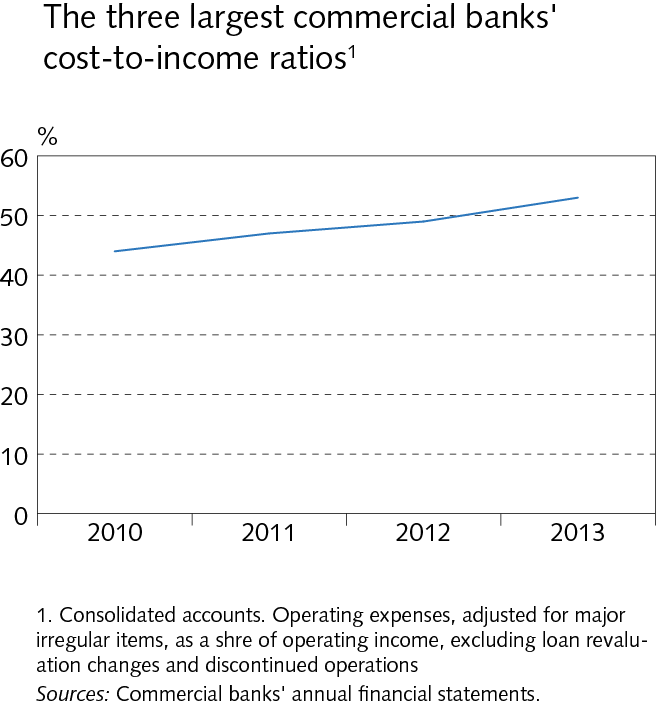 The three largest commercial banks'
cost-to-income ratios¹
%
60
50
40
30
20
10
0
2010 2011 2012 2013
1. Consolidated accounts. Operating expenses, adjusted for major
irregular items, as a shre of operating income, excluding loan revalu-
ation changes and discontinued operations
Sources: Commercial banks' annual financial statements.